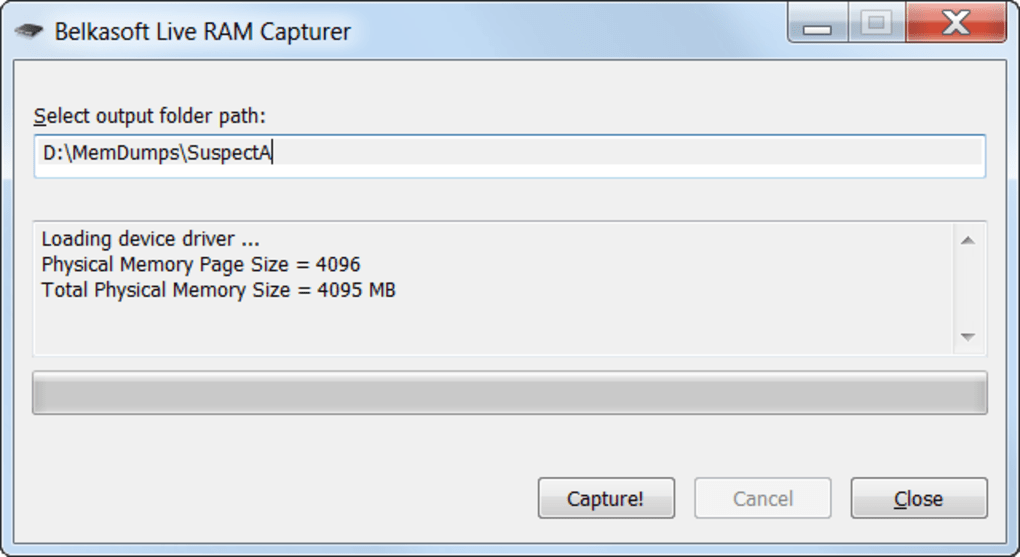 Belkasoft Live RAM Capturer
Select output folder path:
D:\MemDumps\SuspectA
Loading device driver ...
Physical Memory Page Size = 4096
Total Physical Memory Size = 4095 MB
Capture!
Cancel
Close